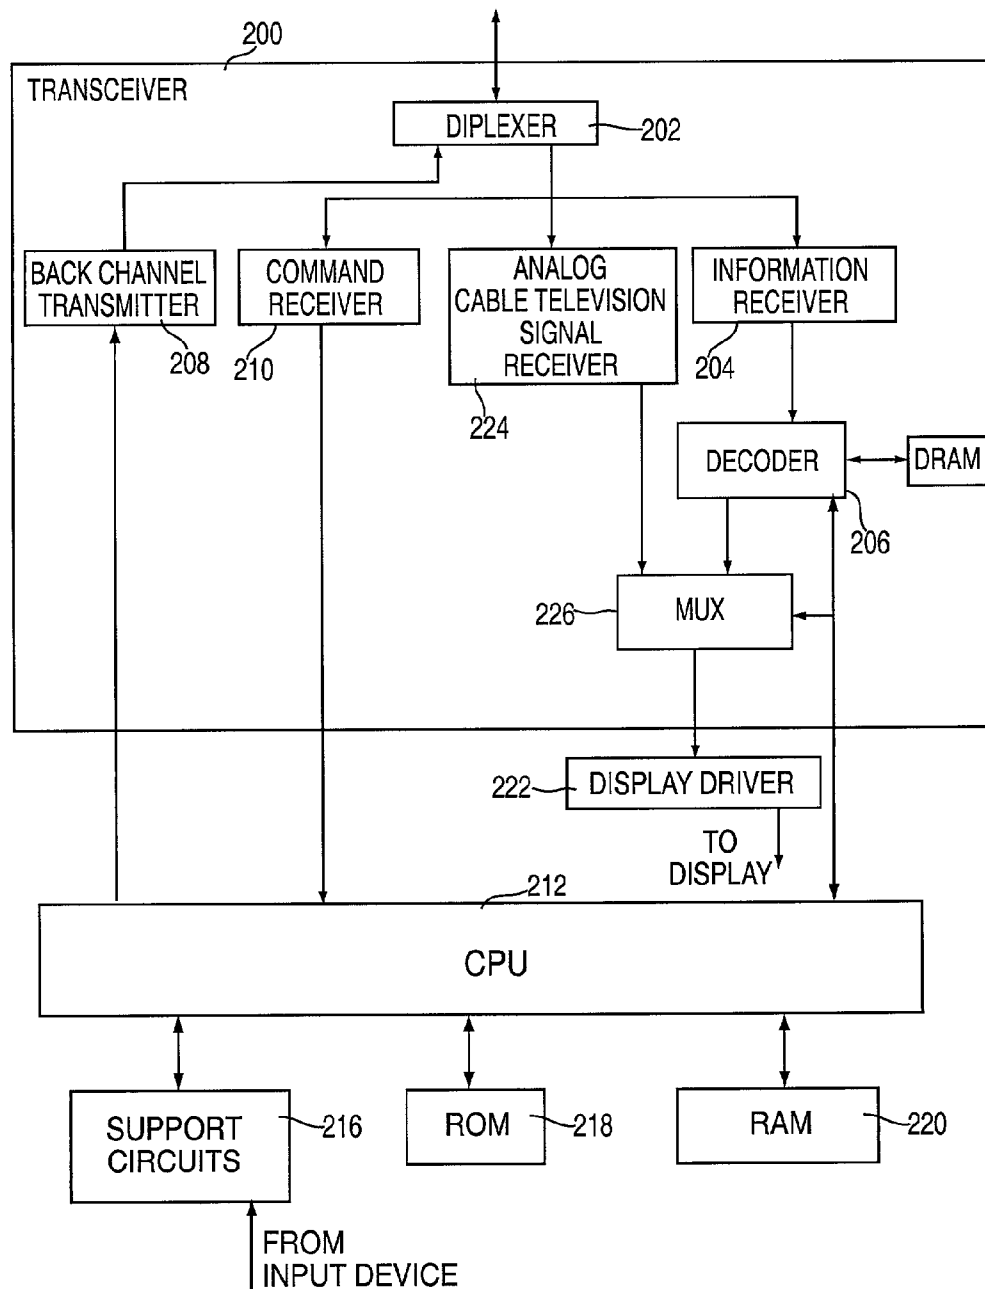 200
TRANSCEIVER
DIPLEXER
202
BACK CHANNEL
TRANSMITTER
208
COMMAND
RECEIVER
210
ANALOG
CABLE TELEVISION
SIGNAL
RECEIVER
224
INFORMATION
RECEIVER
204
DECODER
206
DRAM
226
MUX
222
DISPLAY DRIVER
TO
DISPLAY
212
CPU
SUPPORT
CIRCUITS
216
ROM
218
RAM
220
FROM
INPUT DEVICE